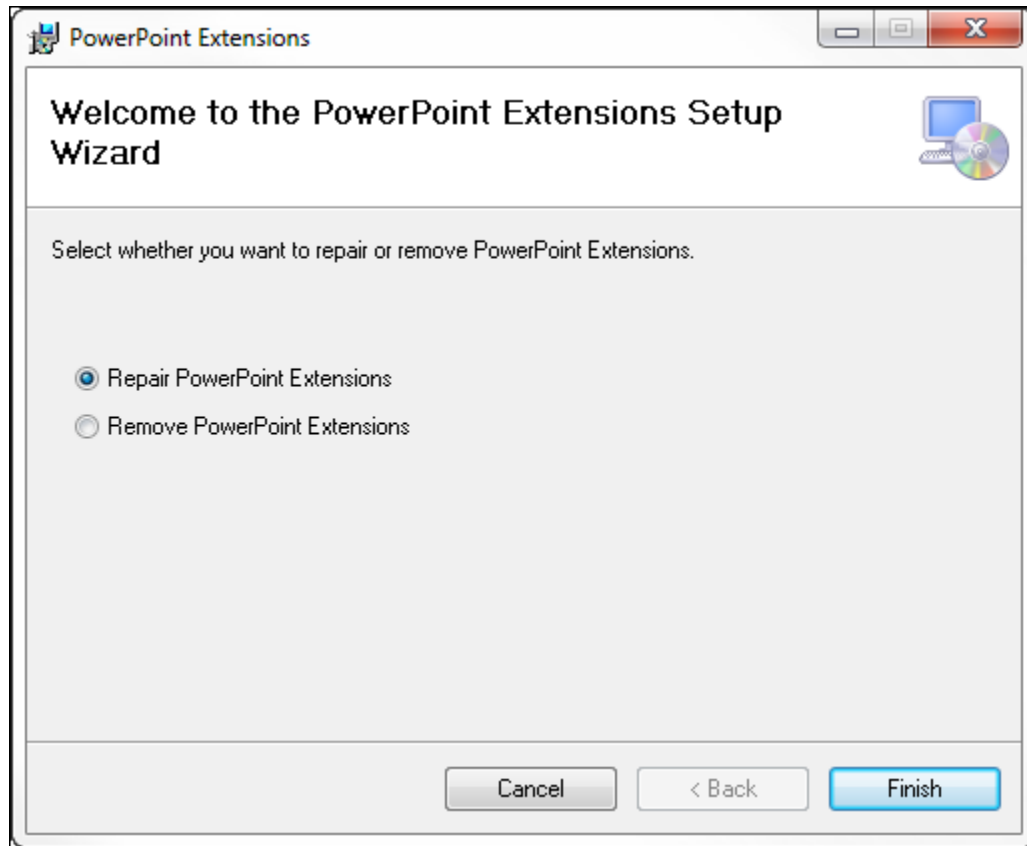 PowerPoint Extensions
Welcome to the PowerPoint Extensions Setup
Wizard
Select whether you want to repair or remove PowerPoint Extensions.
Repair PowerPoint Extensions
Remove PowerPoint Extensions
Cancel
< Back
Finish